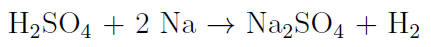 H₂SO₄ + 2 Na → Na₂SO₄ + H₂